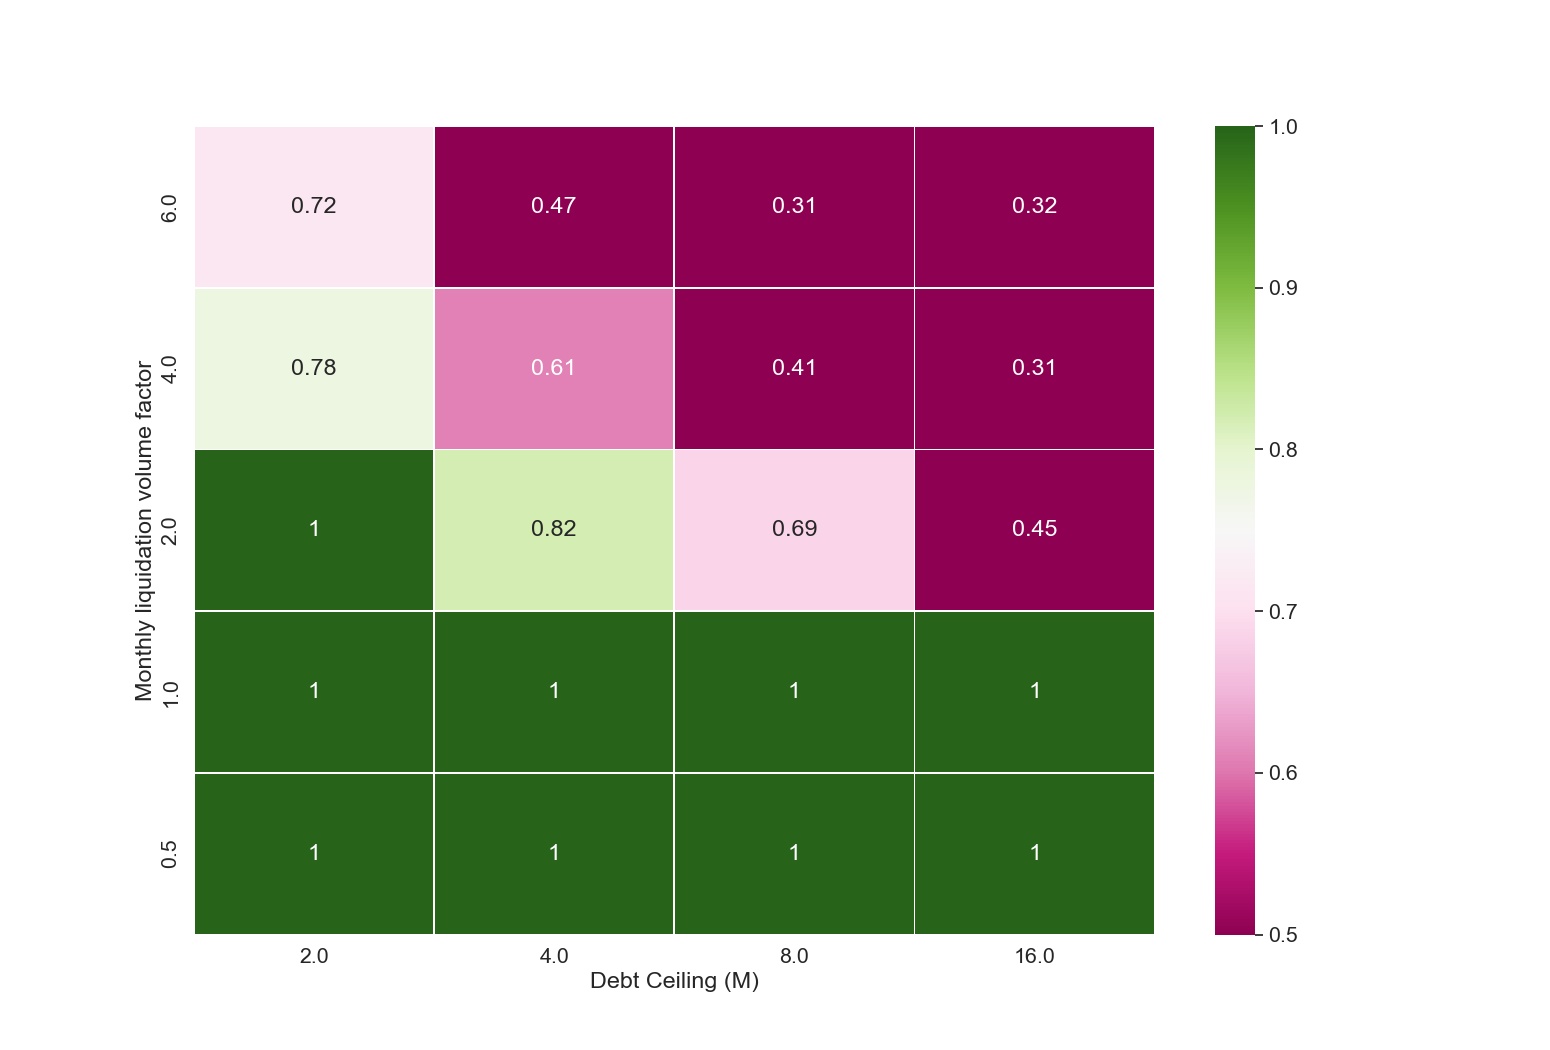 6.0 0.72 0.47 0.31 0.32
4.0 0.78 0.61 0.41 0.31
2.0 1 0.82 0.69 0.45
1.0 1 1 1 1
0.5 1 1 1 1
2.0 4.0 8.0 16.0
Debt Ceiling (M)
Monthly liquidation volume factor
1.0
0.9
0.8
0.7
0.6
0.5